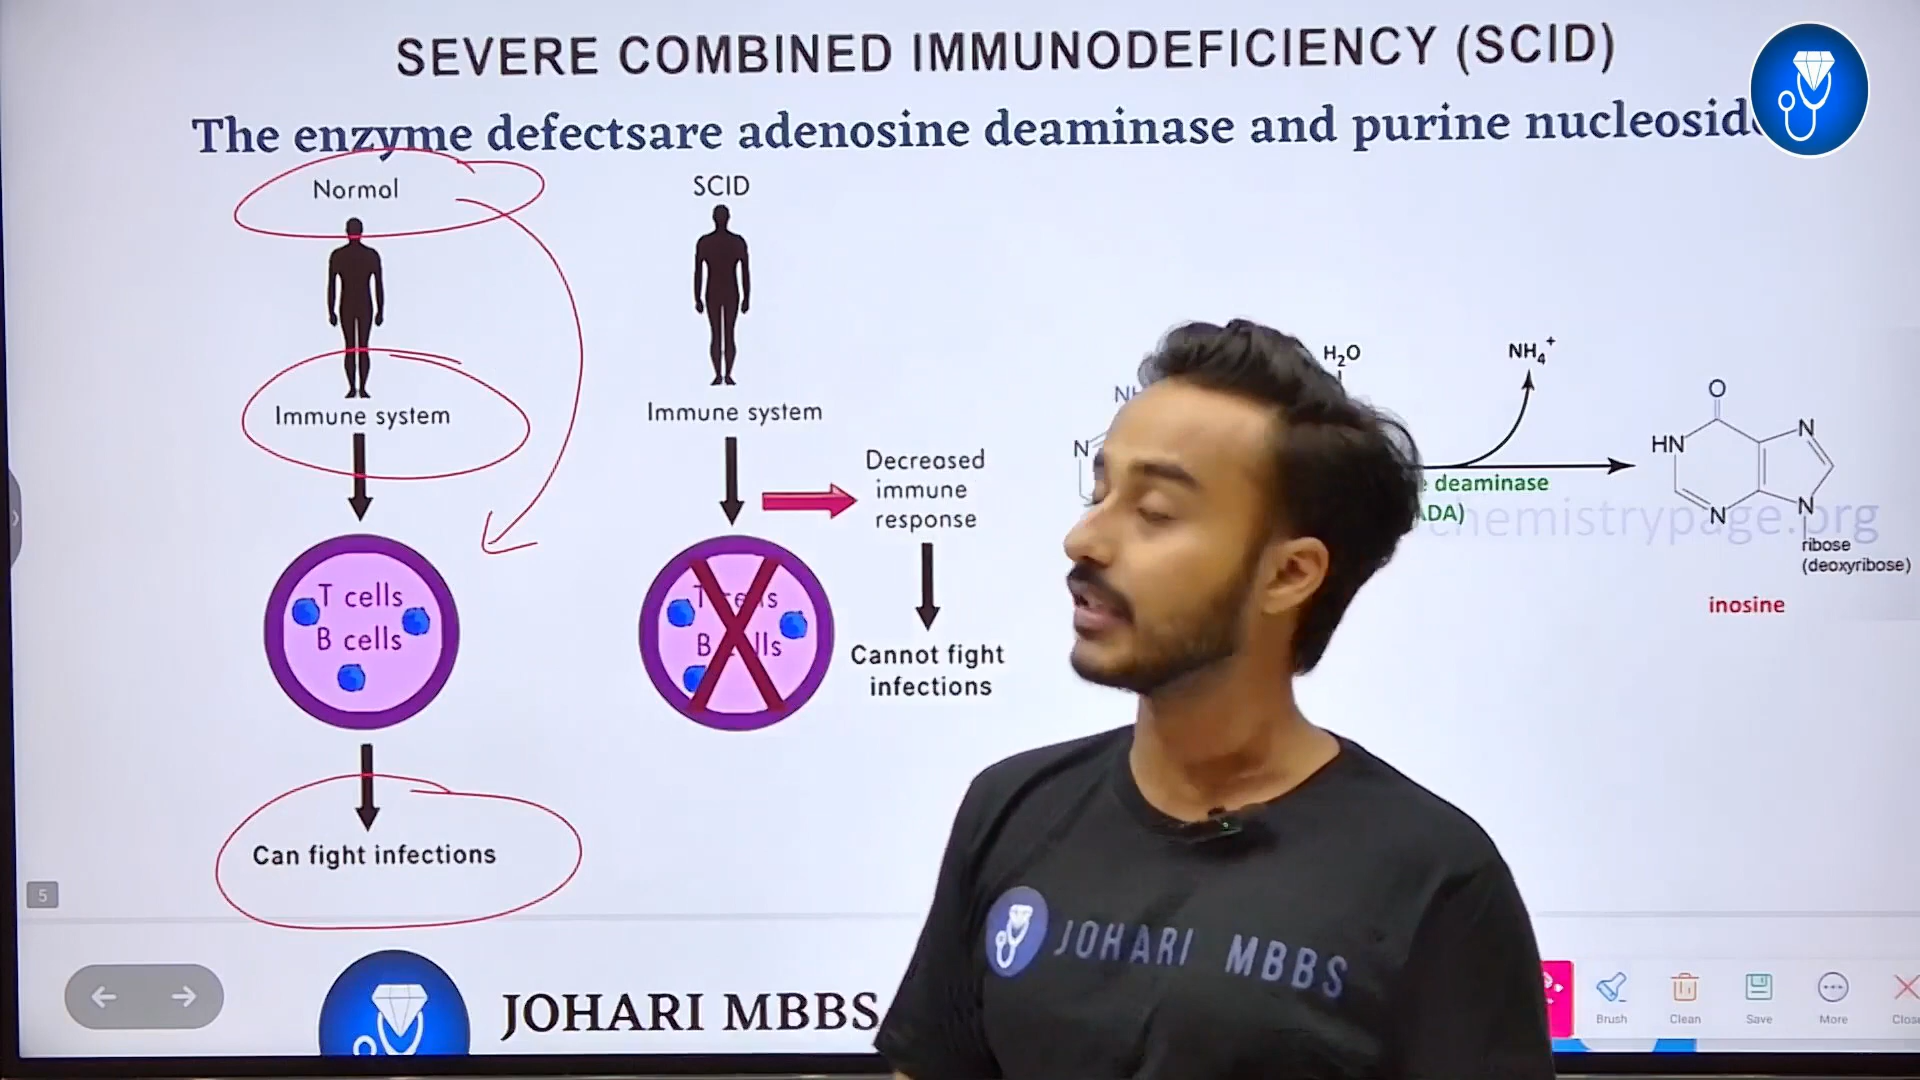 SEVERE COMBINED IMMUNODEFICIENCY (SCID)
The enzyme defectsare adenosine deaminase and purine
Normal
Immune system
T cells
B cells
Can fight infections
SCID
Immune system
Decreased
immune
response
Cannot fight
infections
H₂O
NH₄⁺
deaminase
O
HN
N
N
N
ribose
(deoxyribose)
inosine
5
JOHARI MBBS
JOHARI MBBS
Brush
Clean
Save
More